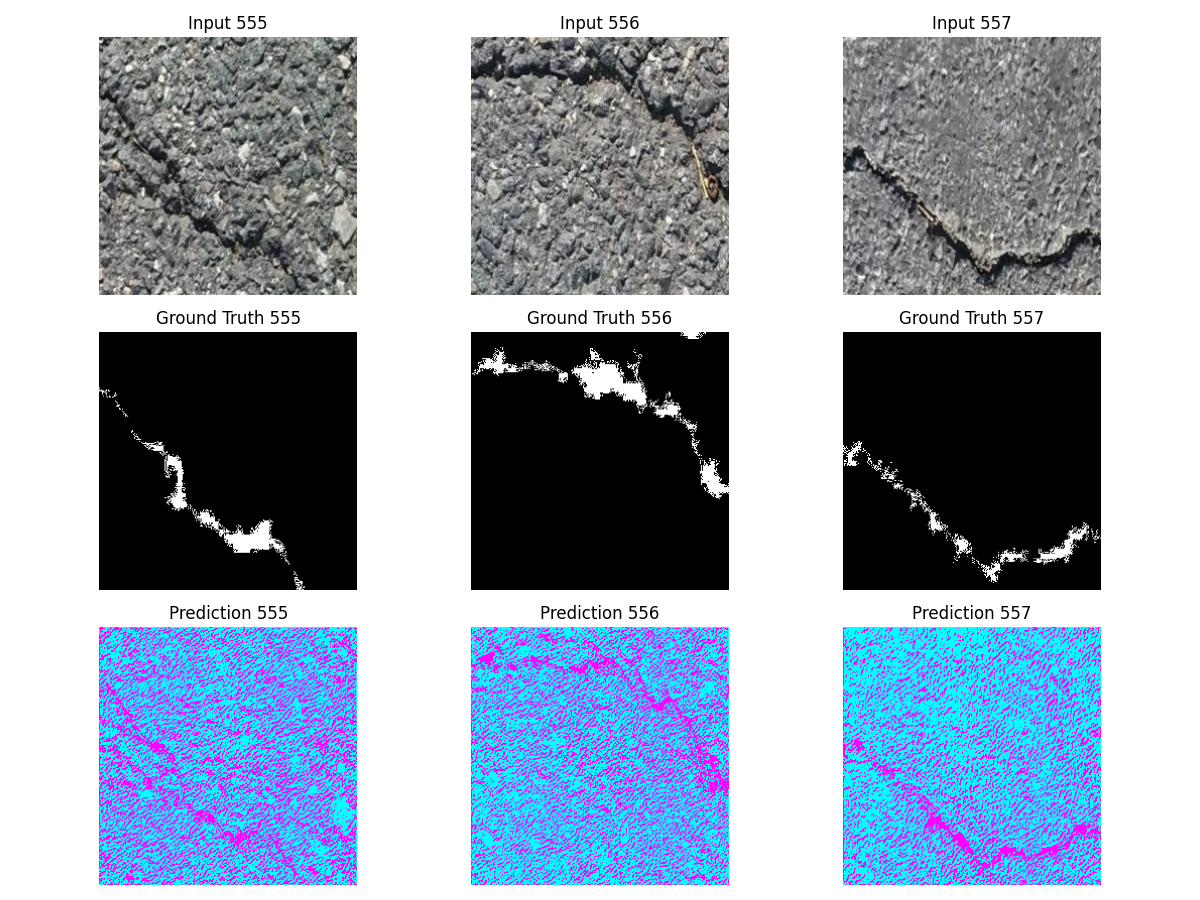 Input 555
Input 556
Input 557
Ground Truth 555
Ground Truth 556
Ground Truth 557
Prediction 555
Prediction 556
Prediction 557